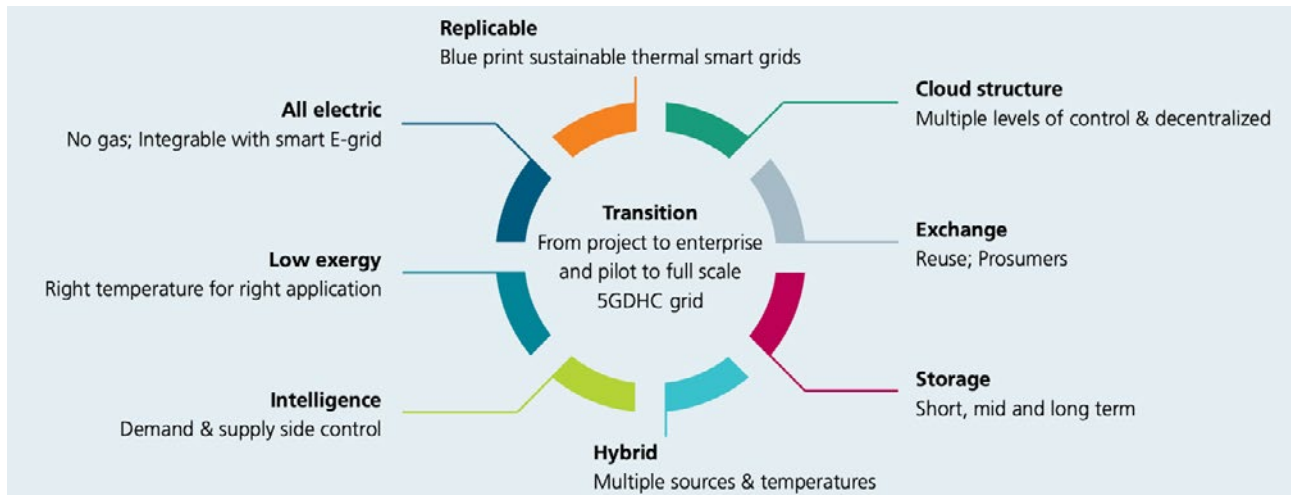 Replicable
Blue print sustainable thermal smart grids
Cloud structure
Multiple levels of control & decentralized
All electric
No gas; Integrable with smart E-grid
Transition
From project to enterprise
and pilot to full scale
5GDHC grid
Exchange
Reuse; Prosumers
Low exergy
Right temperature for right application
Storage
Short, mid and long term
Intelligence
Demand & supply side control
Hybrid
Multiple sources & temperatures